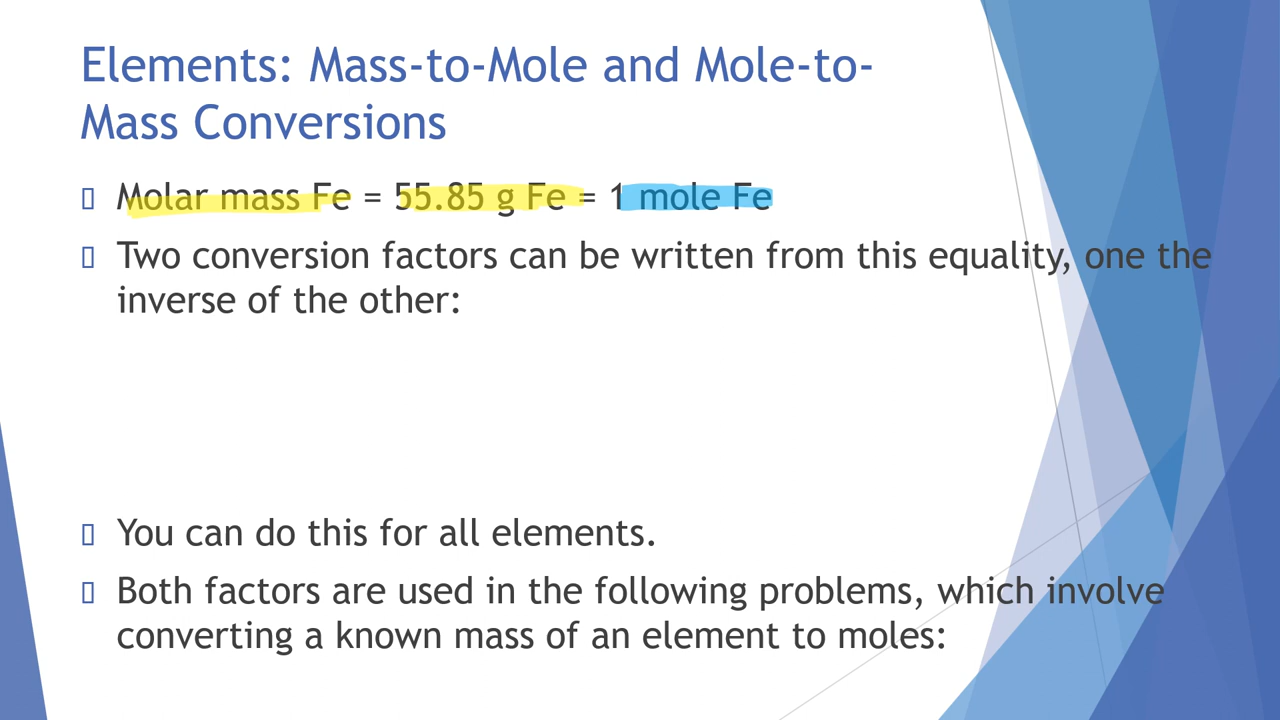 Elements: Mass-to-Mole and Mole-to-
Mass Conversions
Molar mass Fe = 55.85 g Fe = 1 mole Fe
Two conversion factors can be written from this equality, one the
inverse of the other:
You can do this for all elements.
Both factors are used in the following problems, which involve
converting a known mass of an element to moles: